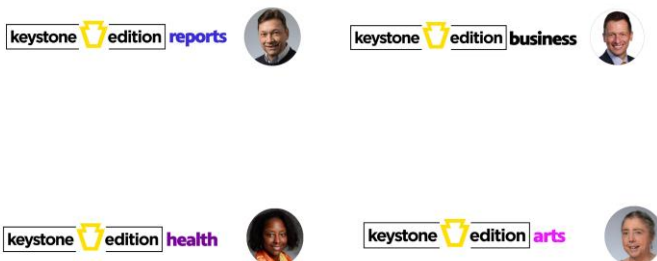 keystone edition reports
keystone edition business
keystone edition health
keystone edition arts